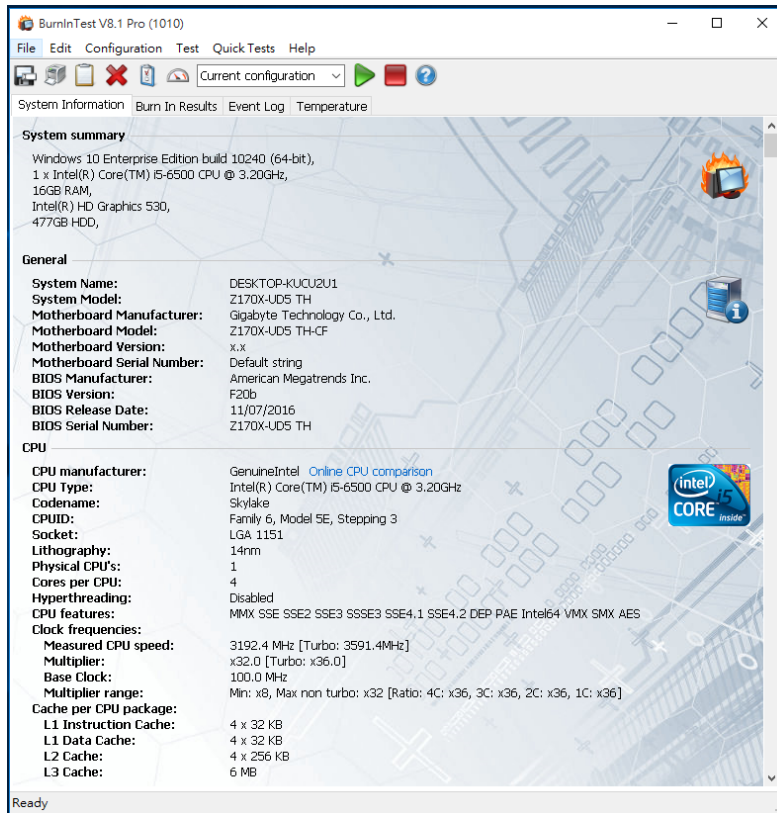 BurnInTest V8.1 Pro (1010)
File Edit Configuration Test Quick Tests Help
Current configuration
System Information Burn In Results Event Log Temperature
System summary
Windows 10 Enterprise Edition build 10240 (64-bit),
1 x Intel(R) Core(TM) i5-6500 CPU @ 3.20GHz,
16GB RAM,
Intel(R) HD Graphics 530,
477GB HDD,
General
System Name: DESKTOP-KUCU2U1
System Model: Z170X-UD5 TH
Motherboard Manufacturer: Gigabyte Technology Co., Ltd.
Motherboard Model: Z170X-UD5 TH-CF
Motherboard Version: x.x
Motherboard Serial Number: Default string
BIOS Manufacturer: American Megatrends Inc.
BIOS Version: F20b
BIOS Release Date: 11/07/2016
BIOS Serial Number: Z170X-UD5 TH
CPU
CPU manufacturer: GenuineIntel Online CPU comparison
CPU Type: Intel(R) Core(TM) i5-6500 CPU @ 3.20GHz
Codename: Skylake
CPUID: Family 6, Model 5E, Stepping 3
Socket: LGA 1151
Lithography: 14nm
Physical CPU's: 1
Cores per CPU: 4
Hyperthreading: Disabled
CPU features: MMX SSE SSE2 SSE3 SSSE3 SSE4.1 SSE4.2 DEP PAE Intel64 VMX SMX AES
Clock frequencies:
Measured CPU speed: 3192.4 MHz [Turbo: 3591.4MHz]
Multiplier: x32.0 [Turbo: x36.0]
Base Clock: 100.0 MHz
Multiplier range: Min: x8, Max non turbo: x32 [Ratio: 4C: x36, 3C: x36, 2C: x36, 1C: x36]
Cache per CPU package:
L1 Instruction Cache: 4 x 32 KB
L1 Data Cache: 4 x 32 KB
L2 Cache: 4 x 256 KB
L3 Cache: 6 MB
intel i5
CORE inside
Ready